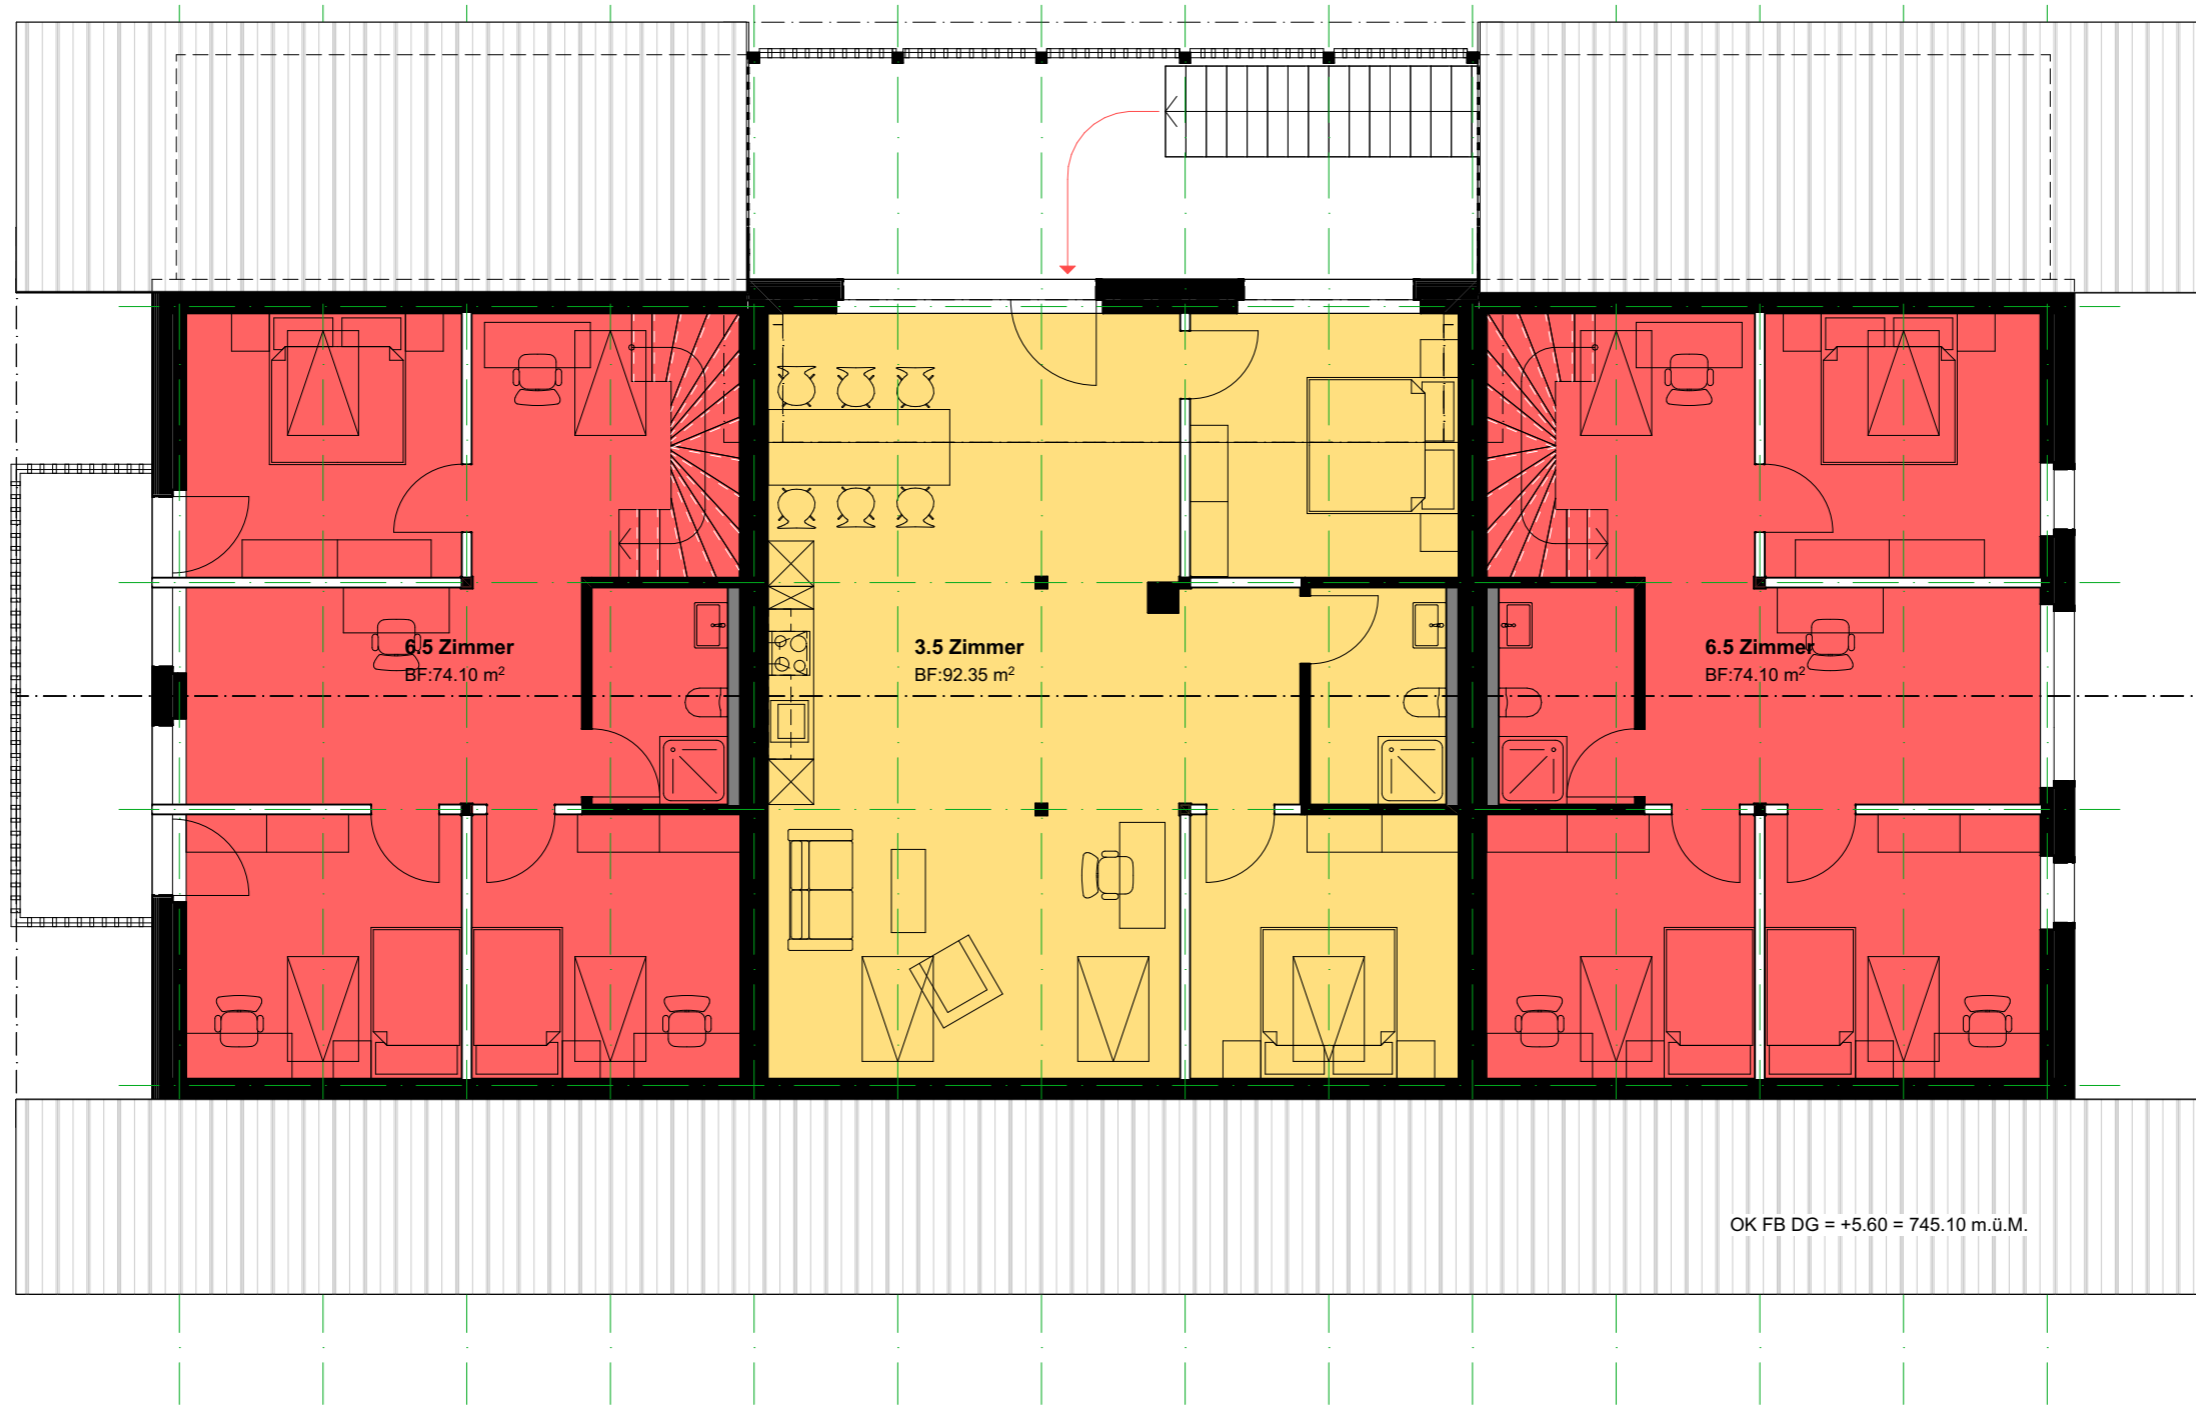 6.5 Zimmer
BF:74.10 m²
3.5 Zimmer
BF:92.35 m²
6.5 Zimmer
BF:74.10 m²
OK FB DG = +5.60 = 745.10 m.ü.M.